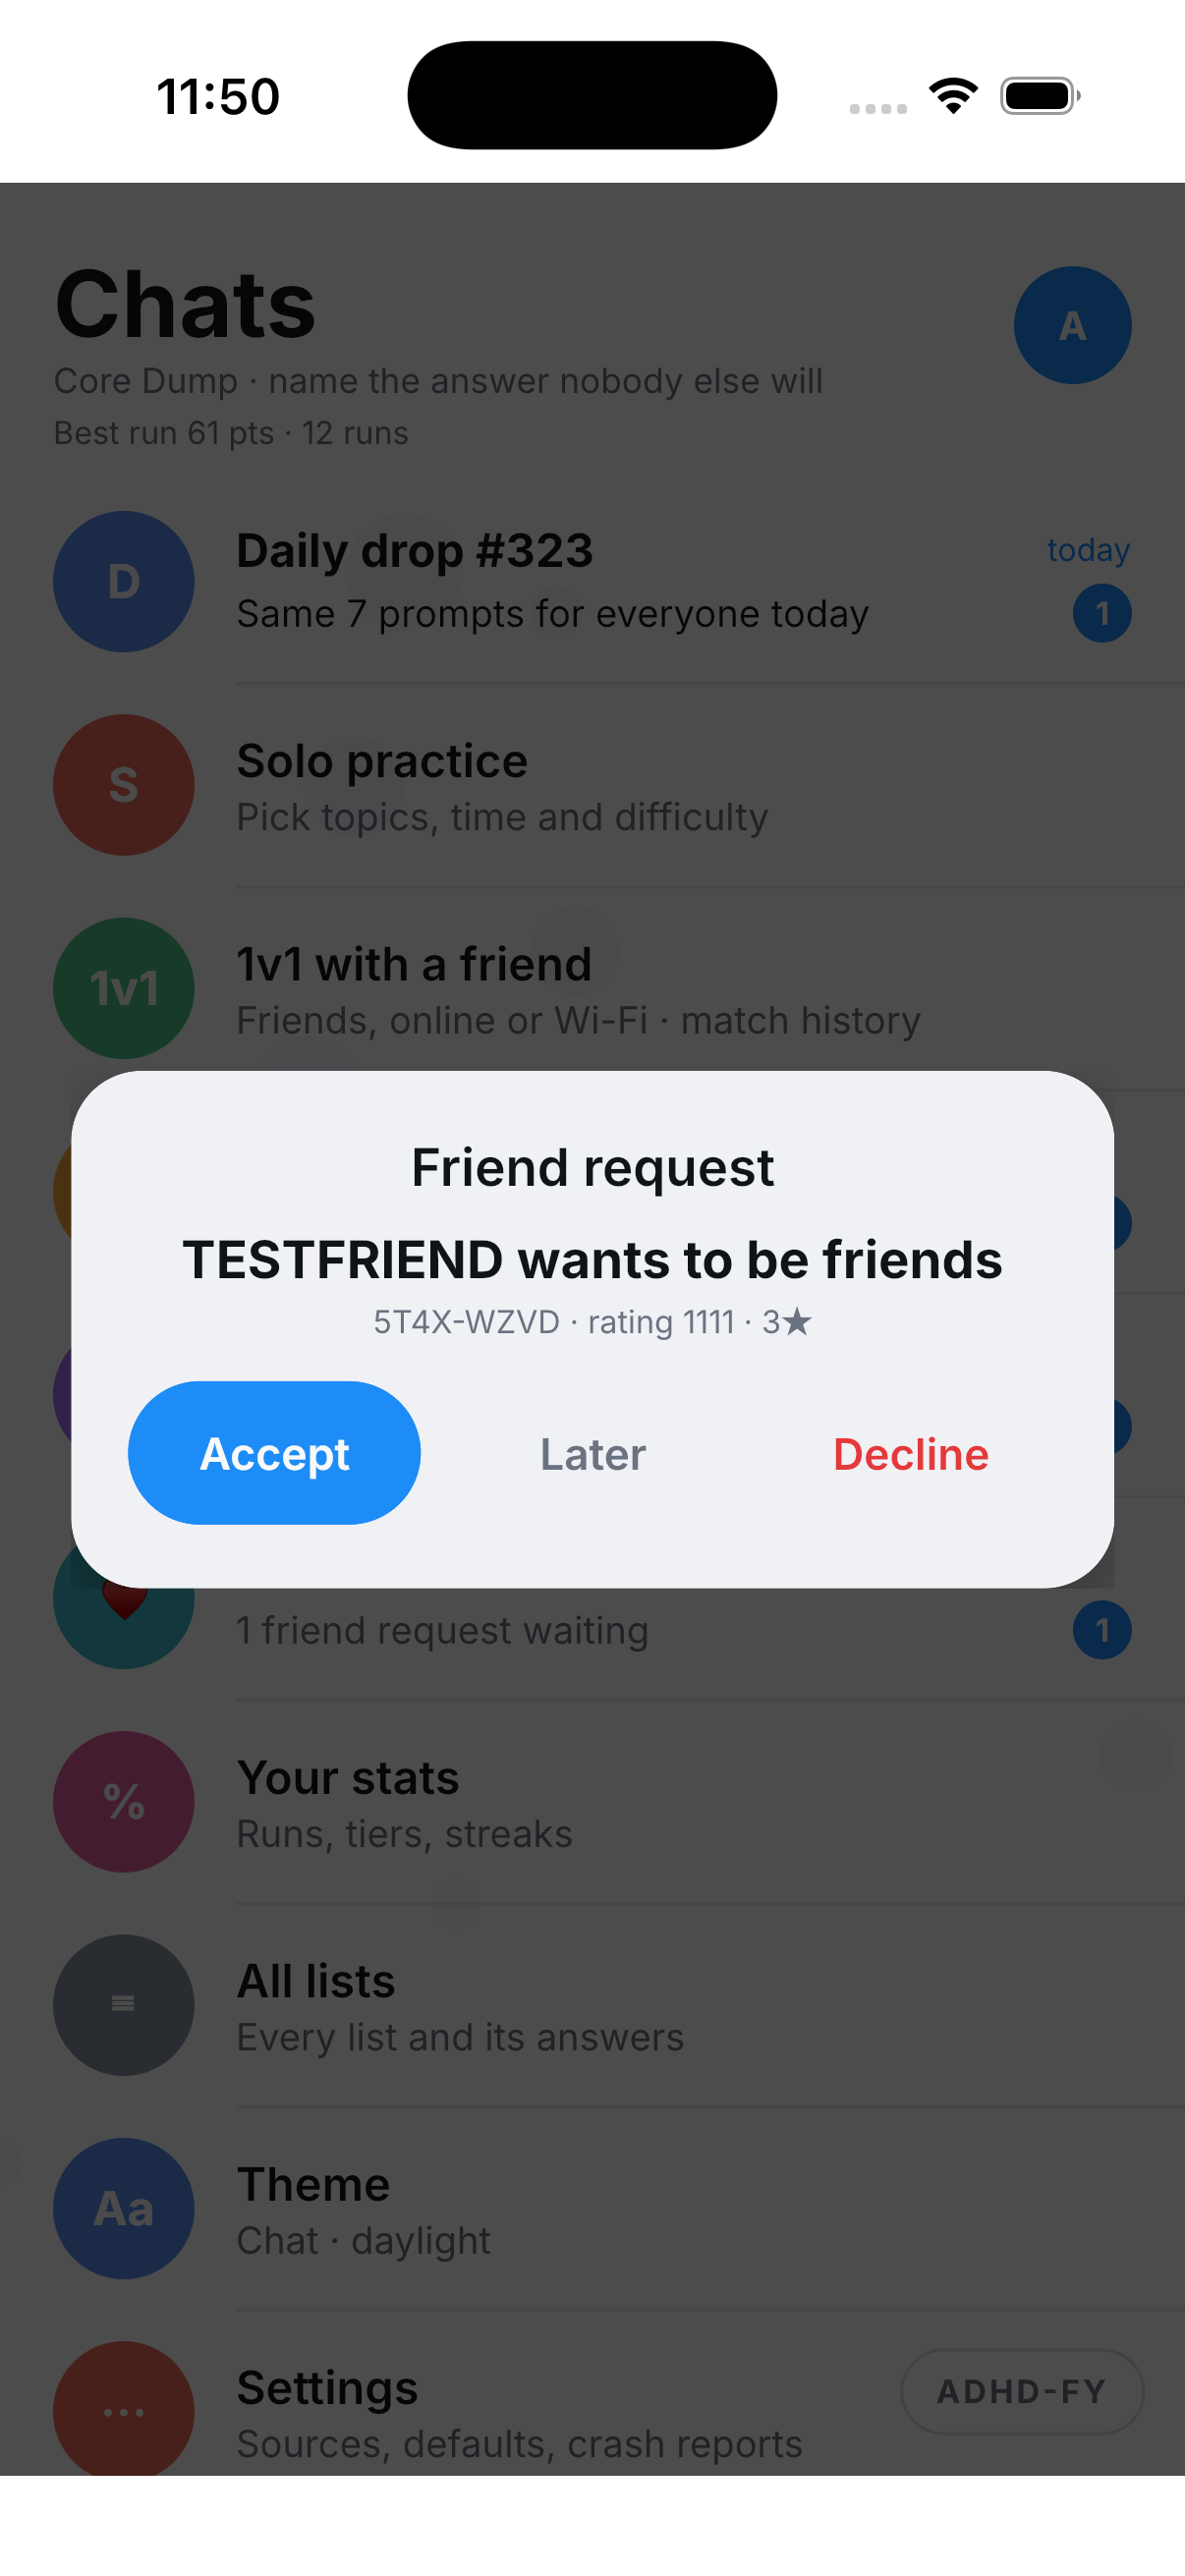 11:50
Chats
A
Core Dump · name the answer nobody else will
Best run 61 pts · 12 runs
D
Daily drop #323
today
Same 7 prompts for everyone today
1
S
Solo practice
Pick topics, time and difficulty
1v1
1v1 with a friend
Friends, online or Wi-Fi · match history
Friend request
TESTFRIEND wants to be friends
5T4X-WZVD · rating 1111 · 3★
Accept
Later
Decline
1 friend request waiting
1
%
Your stats
Runs, tiers, streaks
≡
All lists
Every list and its answers
Aa
Theme
Chat · daylight
...
Settings
ADHD-FY
Sources, defaults, crash reports